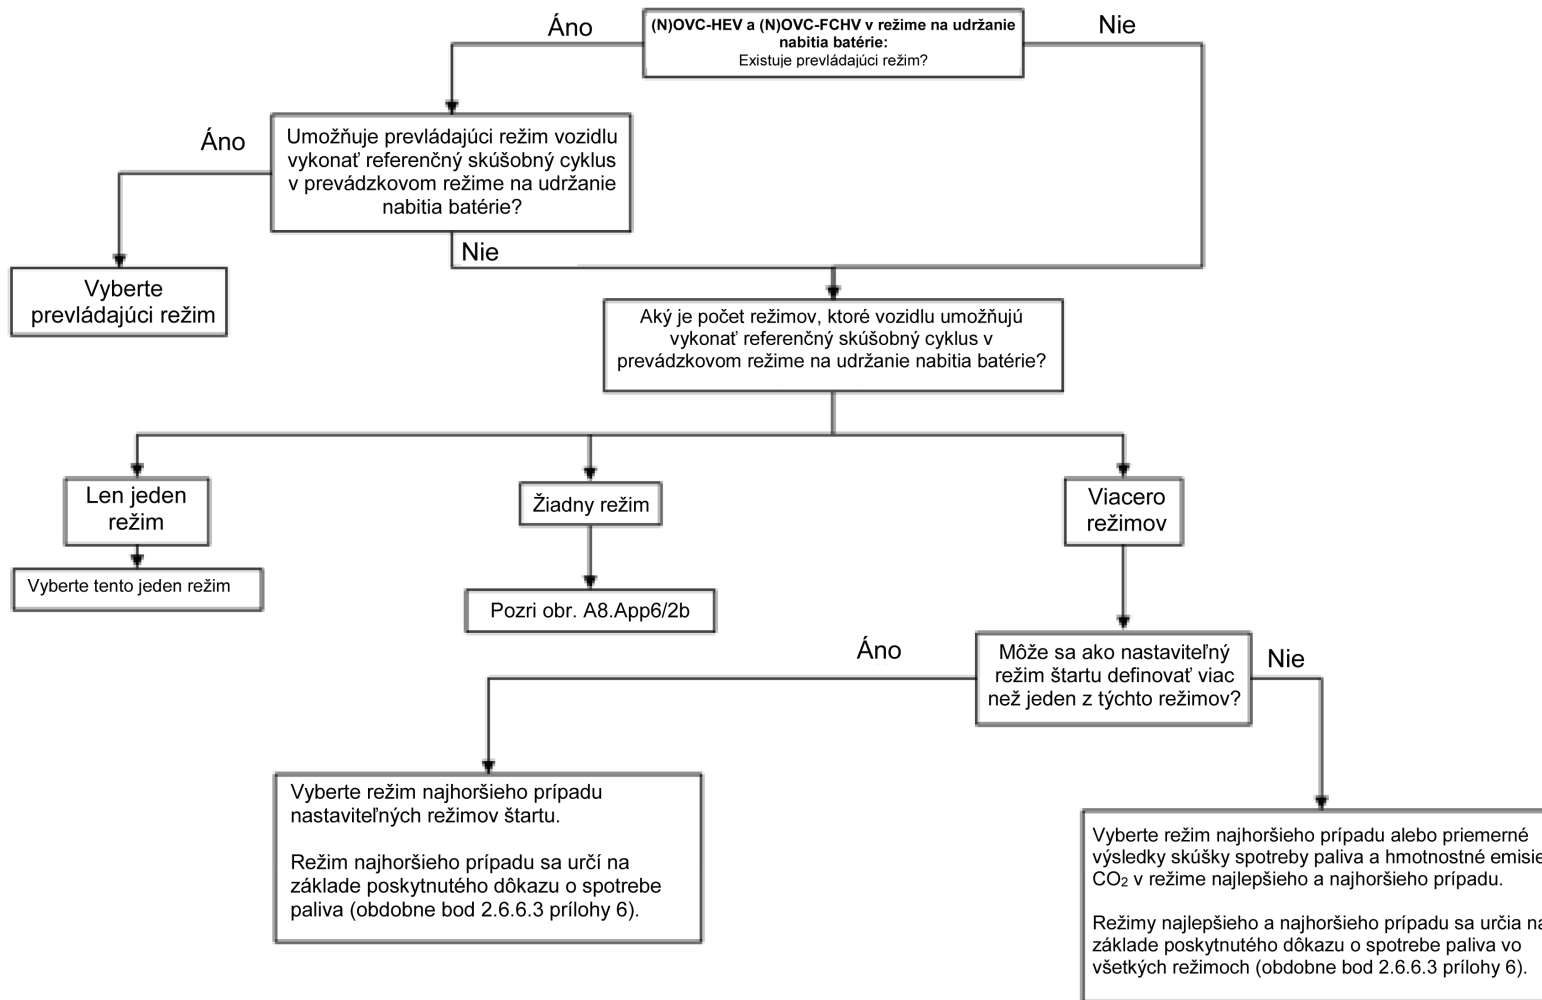 Áno
(N)OVC-HEV a (N)OVC-FCHV v režime na udržanie
nabitia batérie:
Existuje prevládajúci režim?
Nie
Áno
Umožňuje prevládajúci režim vozidlu
vykonať referenčný skúšobný cyklus
v prevádzkovom režime na udržanie
nabitia batérie?
Nie
Vyberte
prevládajúci režim
Aký je počet režimov, ktoré vozidlu umožňujú
vykonať referenčný skúšobný cyklus v
prevádzkovom režime na udržanie nabitia batérie?
Len jeden
režim
Žiadny režim
Viacero
režimov
Vyberte tento jeden režim
Pozri obr. A8.App6/2b
Áno
Môže sa ako nastaviteľný
režim štartu definovať viac
než jeden z týchto režimov?
Nie
Vyberte režim najhoršieho prípadu
nastaviteľných režimov štartu.
Režim najhoršieho prípadu sa určí na
základe poskytnutého dôkazu o spotrebe
paliva (obdobne bod 2.6.6.3 prílohy 6).
Vyberte režim najhoršieho prípadu alebo priemerné
výsledky skúšky spotreby paliva a hmotnostné emisie
CO₂ v režime najlepšieho a najhoršieho prípadu.
Režimy najlepšieho a najhoršieho prípadu sa určia na
základe poskytnutého dôkazu o spotrebe paliva vo
všetkých režimoch (obdobne bod 2.6.6.3 prílohy 6).